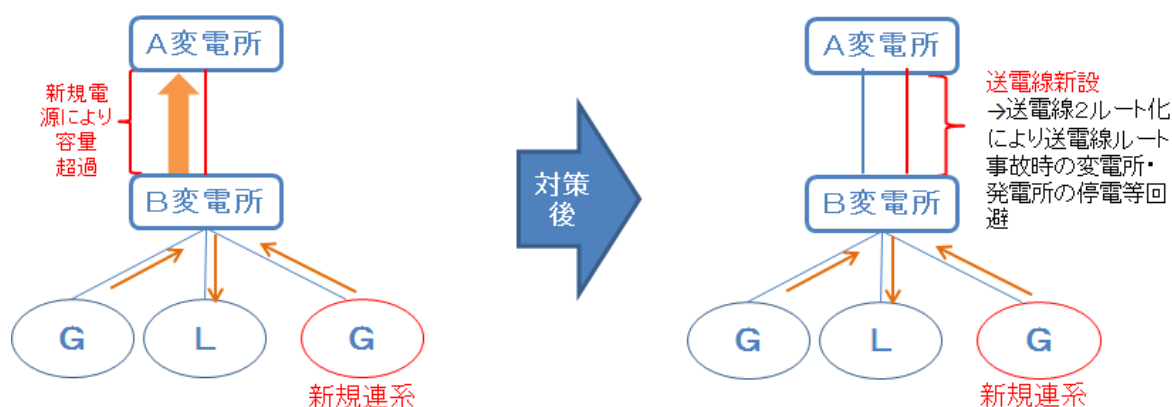 A変電所
新規電
源により
容量
超過
B変電所
G
L
G
新規連系
対策
後
A変電所
送電線新設
→送電線2ルート化
により送電線ルート
事故時の変電所・
発電所の停電等回
避
B変電所
G
L
G
新規連系